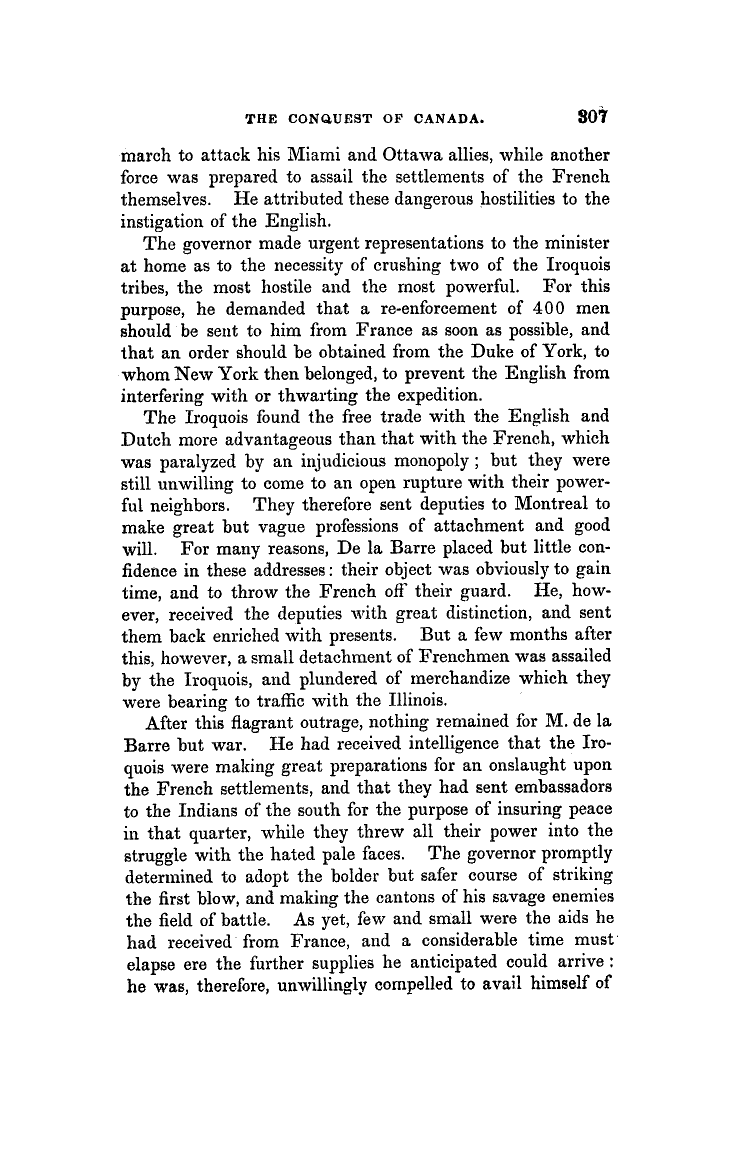 THE CONQUEST OF CANADA. 307
march to attack his Miami and Ottawa allies, while another
force was prepared to assail the settlements of the French
themselves. He attributed these dangerous hostilities to the
instigation of the English.
The governor made urgent representations to the minister
at home as to the necessity of crushing two of the Iroquois
tribes, the most hostile and the most powerful. For this
purpose, he demanded that a re-enforcement of 400 men
should be sent to him from France as soon as possible, and
that an order should be obtained from the Duke of York, to
whom New York then belonged, to prevent the English from
interfering with or thwarting the expedition.
The Iroquois found the free trade with the English and
Dutch more advantageous than that with the French, which
was paralyzed by an injudicious monopoly ; but they were
still unwilling to come to an open rupture with their power-
ful neighbors. They therefore sent deputies to Montreal to
make great but vague professions of attachment and good
will. For many reasons, De la Barre placed but little con-
fidence in these addresses : their object was obviously to gain
time, and to throw the French off their guard. He, how-
ever, received the deputies with great distinction, and sent
them back enriched with presents. But a few months after
this, however, a small detachment of Frenchmen was assailed
by the Iroquois, and plundered of merchandize which they
were bearing to traffic with the Illinois.
After this flagrant outrage, nothing remained for M. de la
Barre but war. He had received intelligence that the Iro-
quois were making great preparations for an onslaught upon
the French settlements, and that they had sent embassadors
to the Indians of the south for the purpose of insuring peace
in that quarter, while they threw all their power into the
struggle with the hated pale faces. The governor promptly
determined to adopt the bolder but safer course of striking
the first blow, and making the cantons of his savage enemies
the field of battle. As yet, few and small were the aids he
had received from France, and a considerable time must
elapse ere the further supplies he anticipated could arrive :
he was, therefore, unwillingly compelled to avail himself of